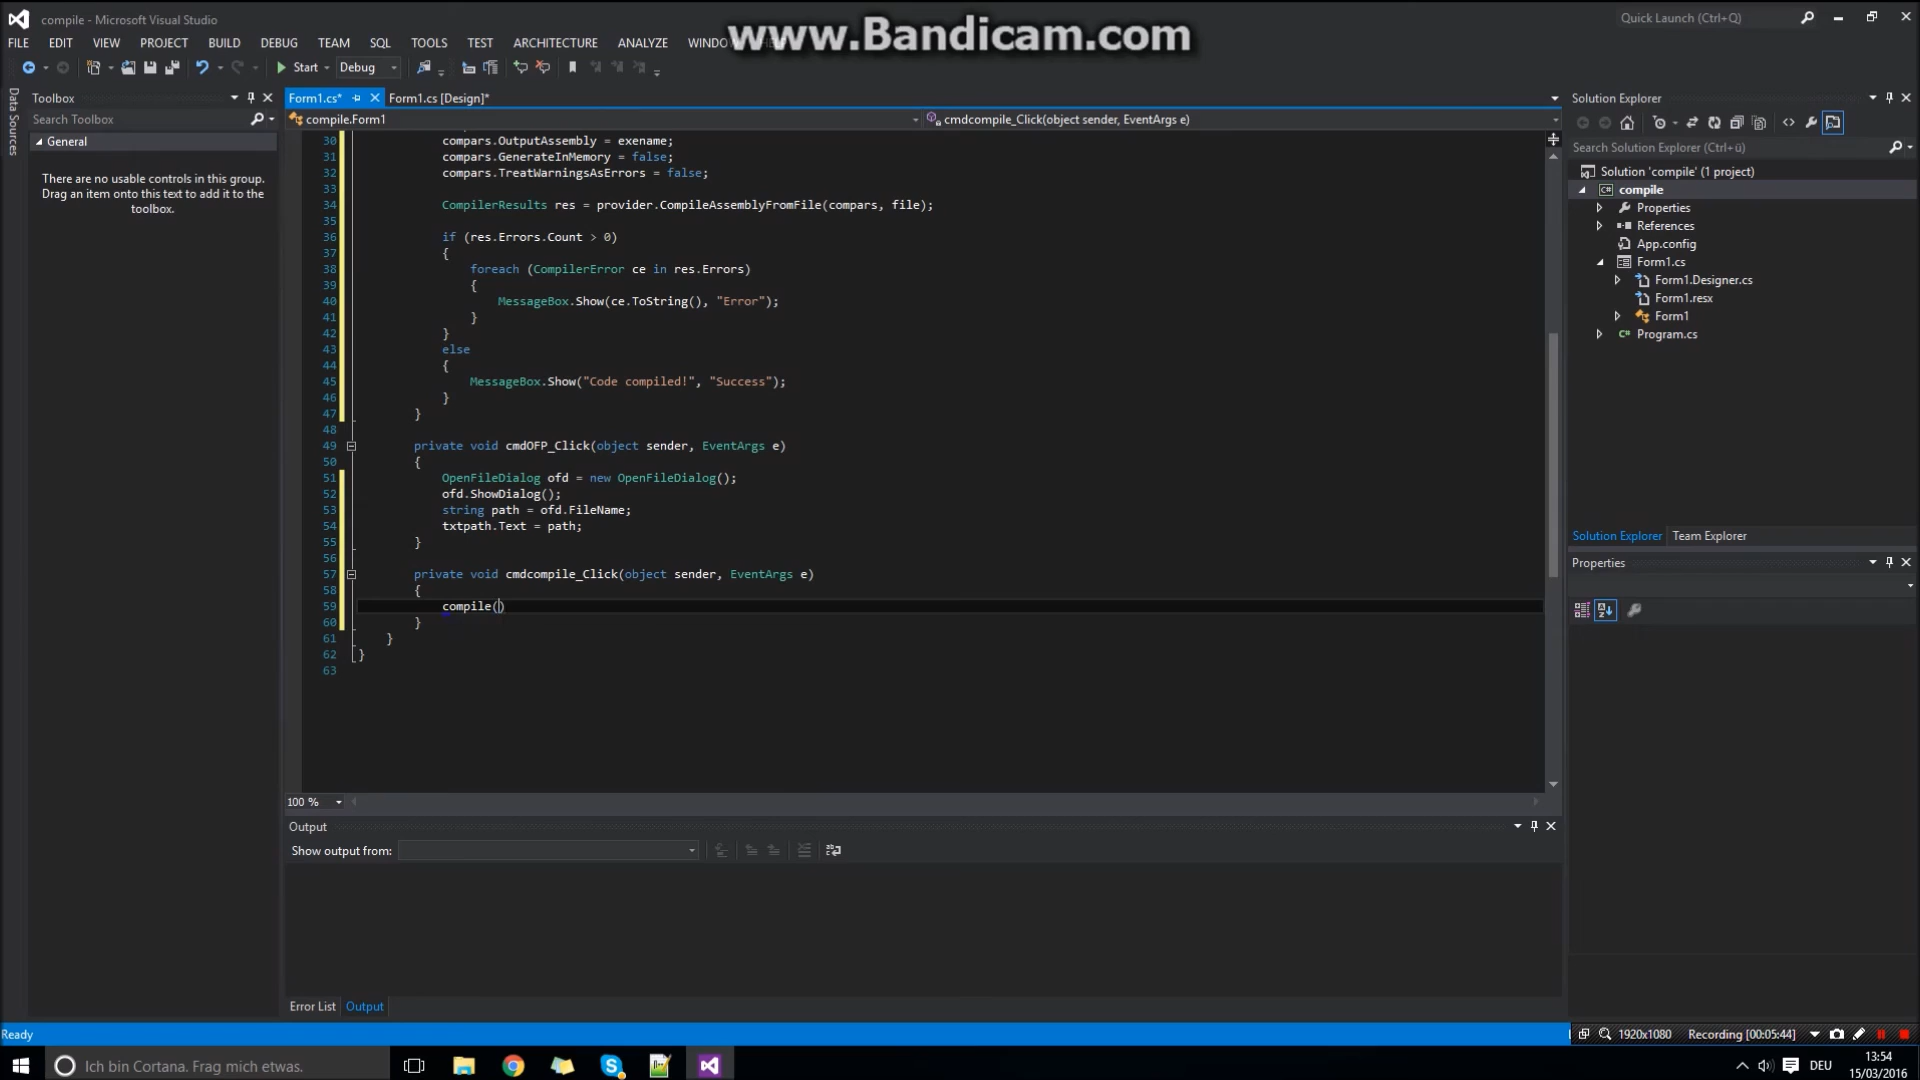 compile - Microsoft Visual Studio
www.Bandicam.com
Quick Launch (Ctrl+Q)
FILE EDIT VIEW PROJECT BUILD DEBUG TEAM SQL TOOLS TEST ARCHITECTURE ANALYZE WINDOW
Start Debug
Data Sources
Toolbox
Search Toolbox
General
There are no usable controls in this group.
Drag an item onto this text to add it to the
toolbox.
Form1.cs* Form1.cs [Design]*
compile.Form1 cmdcompile_Click(object sender, EventArgs e)
30 compars.OutputAssembly = exename;
31 compars.GenerateInMemory = false;
32 compars.TreatWarningsAsErrors = false;
33
34 CompilerResults res = provider.CompileAssemblyFromFile(compars, file);
35
36 if (res.Errors.Count > 0)
37 {
38 foreach (CompilerError ce in res.Errors)
39 {
40 MessageBox.Show(ce.ToString(), "Error");
41 }
42 }
43 else
44 {
45 MessageBox.Show("Code compiled!", "Success");
46 }
47 }
48
49 private void cmdOFP_Click(object sender, EventArgs e)
50 {
51 OpenFileDialog ofd = new OpenFileDialog();
52 ofd.ShowDialog();
53 string path = ofd.FileName;
54 txtpath.Text = path;
55 }
56
57 private void cmdcompile_Click(object sender, EventArgs e)
58 {
59 compile()
60 }
61 }
62 }
63
100 %
Output
Show output from:
Error List Output
Solution Explorer
Search Solution Explorer (Ctrl+ü)
Solution 'compile' (1 project)
C# compile
Properties
References
App.config
Form1.cs
Form1.Designer.cs
Form1.resx
Form1
C# Program.cs
Solution Explorer Team Explorer
Properties
Ready
1920x1080 Recording [00:05:44]
Ich bin Cortana. Frag mich etwas.
DEU
13:54
15/03/2016